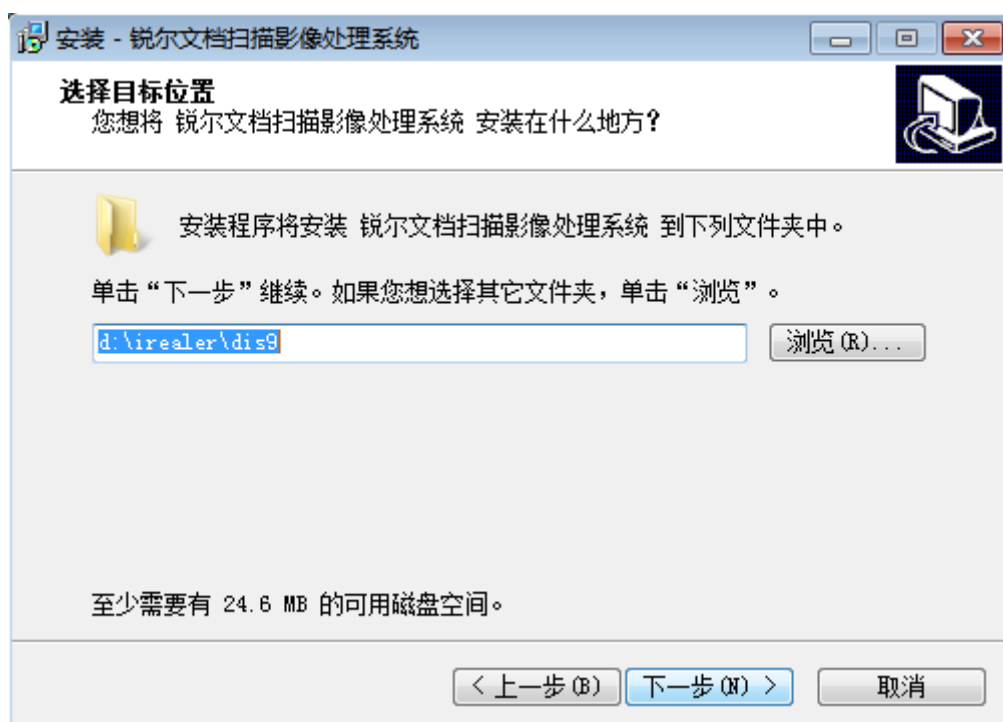 安装 - 锐尔文档扫描影像处理系统
选择目标位置
您想将 锐尔文档扫描影像处理系统 安装在什么地方？
安装程序将安装 锐尔文档扫描影像处理系统 到下列文件夹中。
单击“下一步”继续。如果您想选择其它文件夹，单击“浏览”。
d:\irealer\dis9
浏览(R)...
至少需要有 24.6 MB 的可用磁盘空间。
< 上一步(B)
下一步(N) >
取消